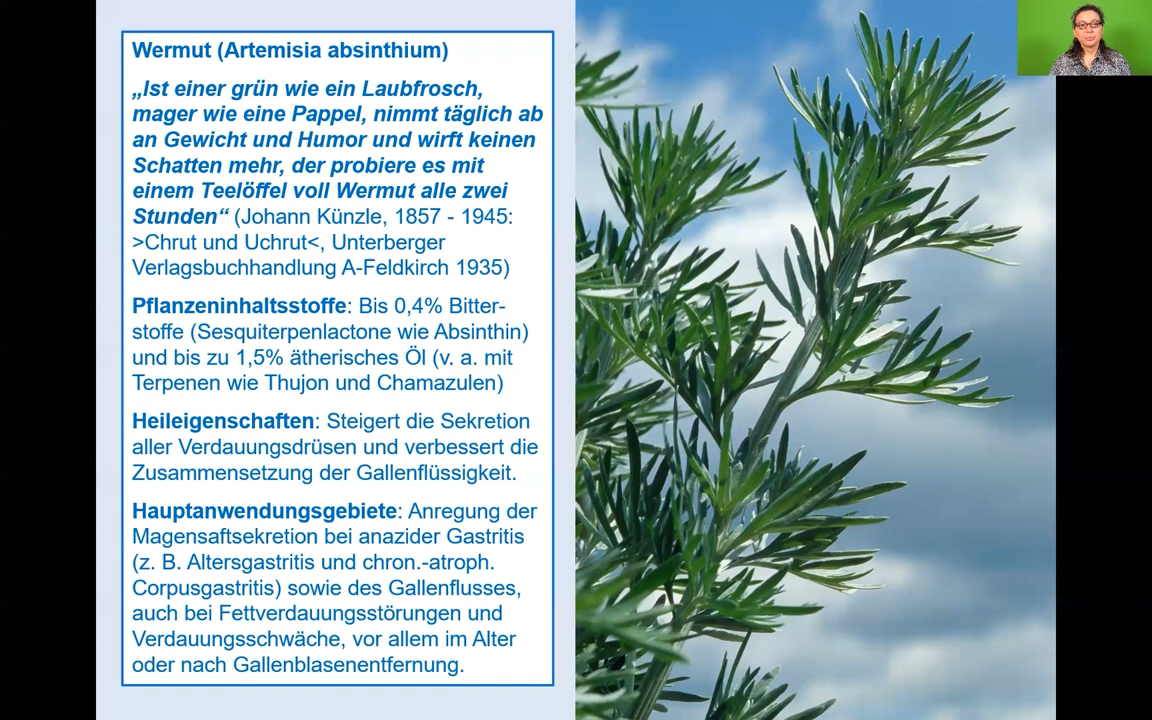 Wermut (Artemisia absinthium)
„Ist einer grün wie ein Laubfrosch,
mager wie eine Pappel, nimmt täglich ab
an Gewicht und Humor und wirft keinen
Schatten mehr, der probiere es mit
einem Teelöffel voll Wermut alle zwei
Stunden“ (Johann Künzle, 1857 - 1945:
>Chrut und Uchrut<, Unterberger
Verlagsbuchhandlung A-Feldkirch 1935)
Pflanzeninhaltsstoffe: Bis 0,4% Bitter-
stoffe (Sesquiterpenlactone wie Absinthin)
und bis zu 1,5% ätherisches Öl (v. a. mit
Terpenen wie Thujon und Chamazulen)
Heileigenschaften: Steigert die Sekretion
aller Verdauungsdrüsen und verbessert die
Zusammensetzung der Gallenflüssigkeit.
Hauptanwendungsgebiete: Anregung der
Magensaftsekretion bei anazider Gastritis
(z. B. Altersgastritis und chron.-atroph.
Corpusgastritis) sowie des Gallenflusses,
auch bei Fettverdauungsstörungen und
Verdauungsschwäche, vor allem im Alter
oder nach Gallenblasenentfernung.